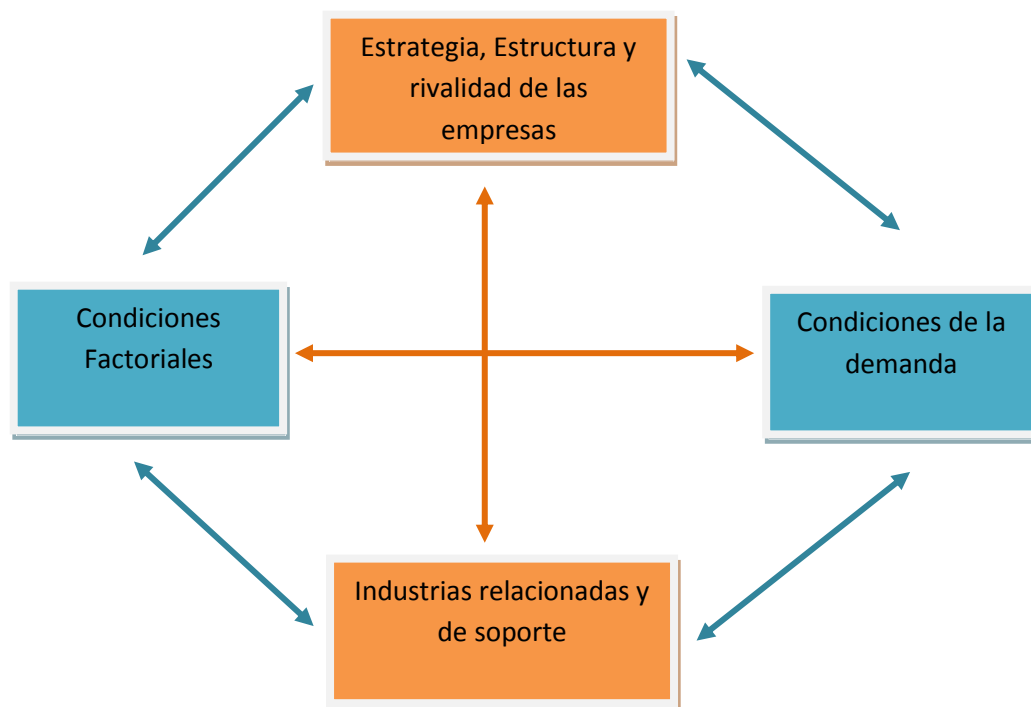 Estrategia, Estructura y
rivalidad de las
empresas
Condiciones
Factoriales
Condiciones de la
demanda
Industrias relacionadas y
de soporte